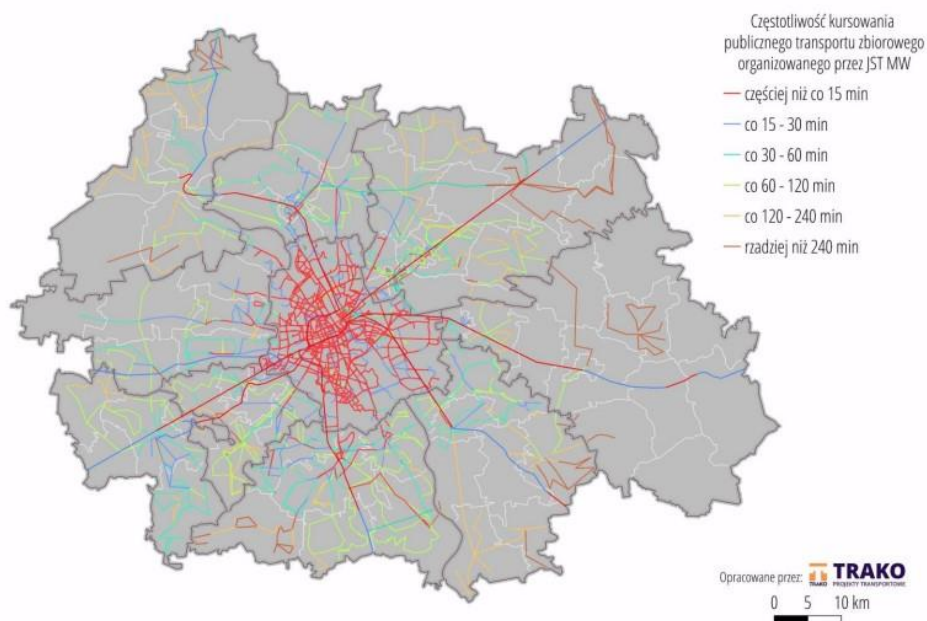 Częstotliwość kursowania
publicznego transportu zbiorowego
organizowanego przez JST MW
częściej niż co 15 min
co 15 - 30 min
co 30 - 60 min
co 60 - 120 min
co 120 - 240 min
rzadziej niż 240 min
Opracowane przez: TRAKO TRAKO
PROJEKTY TRANSPORTOWE
0 5 10 km